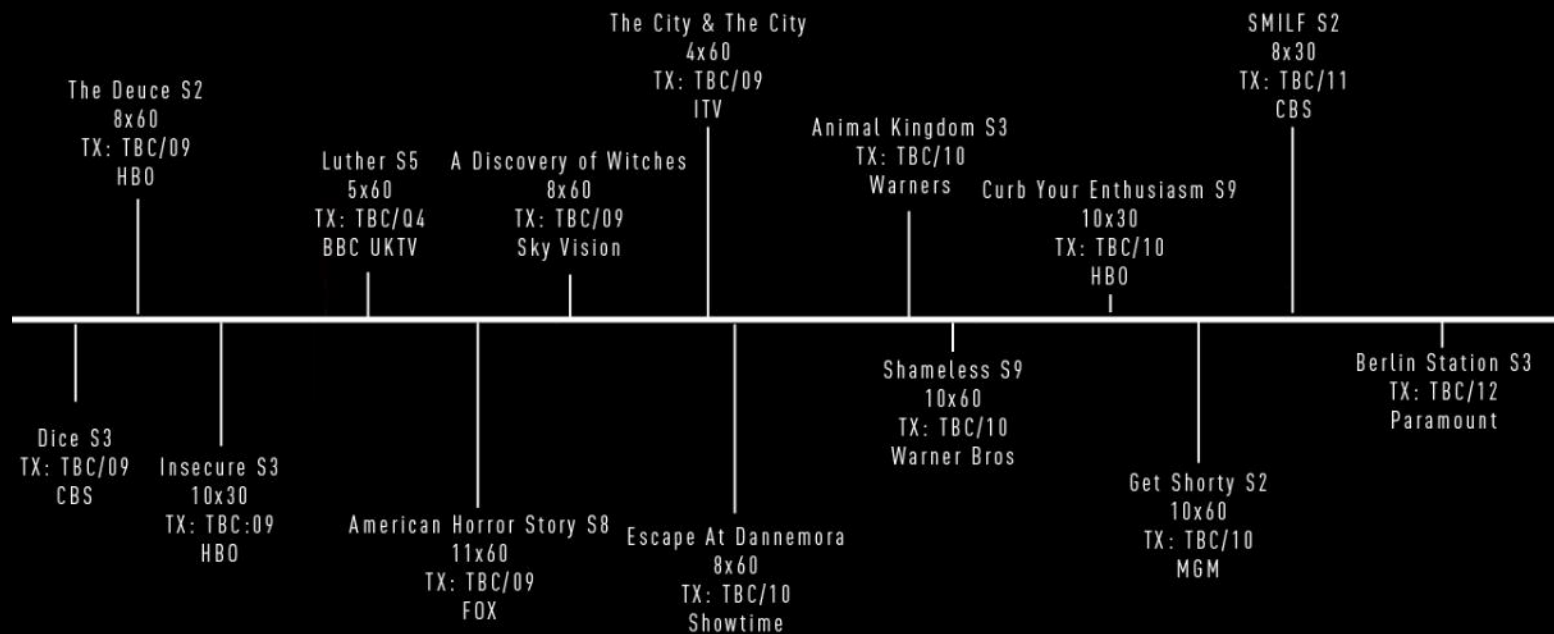 The Deuce S2
8x60
TX: TBC/09
HBO
Luther S5
5x60
TX: TBC/Q4
BBC UKTV
A Discovery of Witches
8x60
TX: TBC/09
Sky Vision
The City & The City
4x60
TX: TBC/09
ITV
Animal Kingdom S3
TX: TBC/10
Warners
Curb Your Enthusiasm S9
10x30
TX: TBC/10
HBO
SMILF S2
8x30
TX: TBC/11
CBS
Dice S3
TX: TBC/09
CBS
Insecure S3
10x30
TX: TBC:09
HBO
American Horror Story S8
11x60
TX: TBC/09
FOX
Escape At Dannemora
8x60
TX: TBC/10
Showtime
Shameless S9
10x60
TX: TBC/10
Warner Bros
Get Shorty S2
10x60
TX: TBC/10
MGM
Berlin Station S3
TX: TBC/12
Paramount